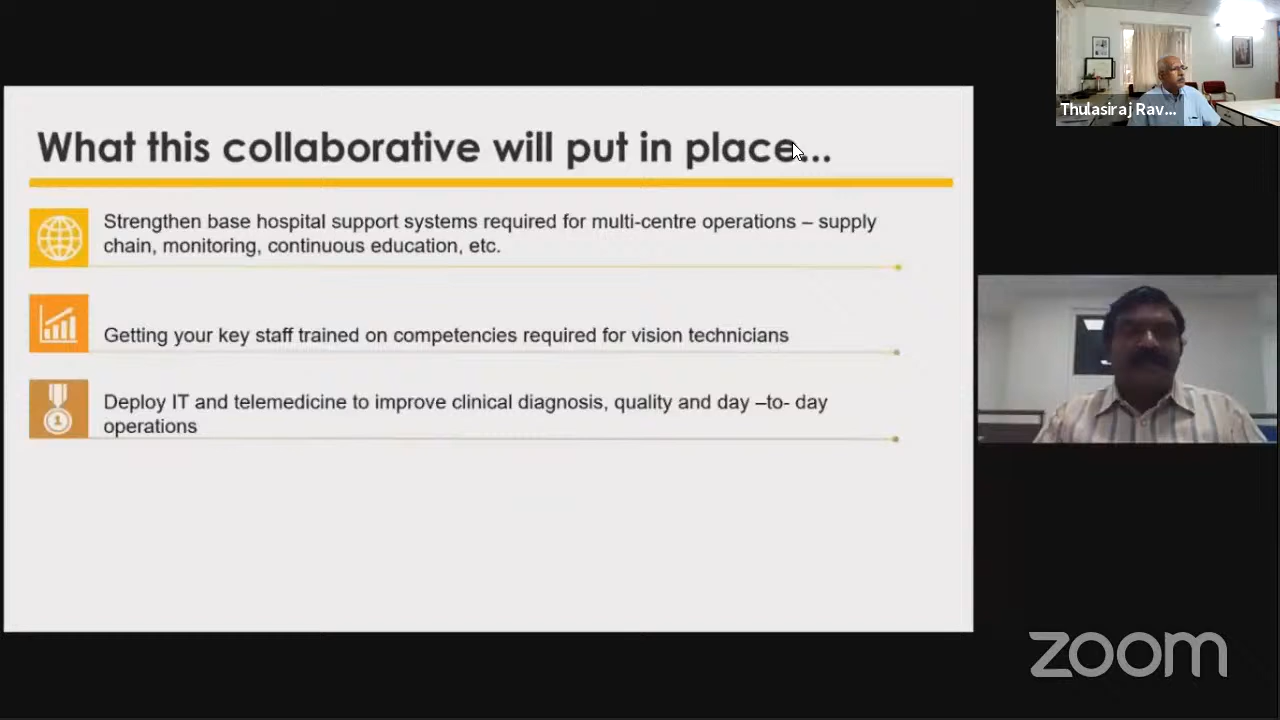 Thulasiraj Rav...
What this collaborative will put in place...
Strengthen base hospital support systems required for multi-centre operations – supply
chain, monitoring, continuous education, etc.
Getting your key staff trained on competencies required for vision technicians
Deploy IT and telemedicine to improve clinical diagnosis, quality and day –to- day
operations
1
zoom